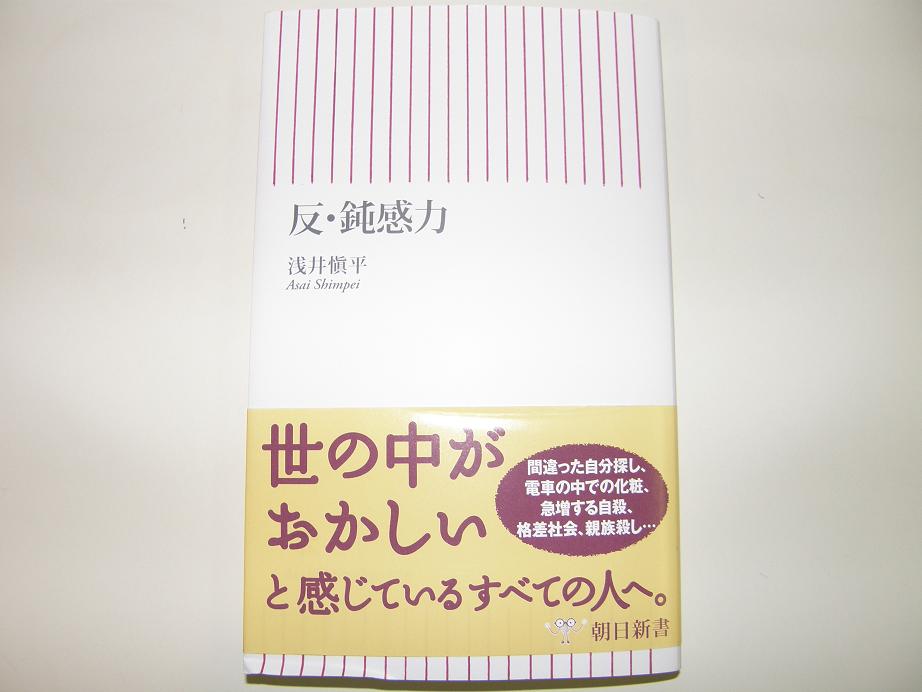 反・鈍感力
浅井愼平
Asai Shimpei
世の中が
おかしい
と感じているすべての人へ。
間違った自分探し、
電車の中での化粧、
急増する自殺、
格差社会、親族殺し…
朝日新書